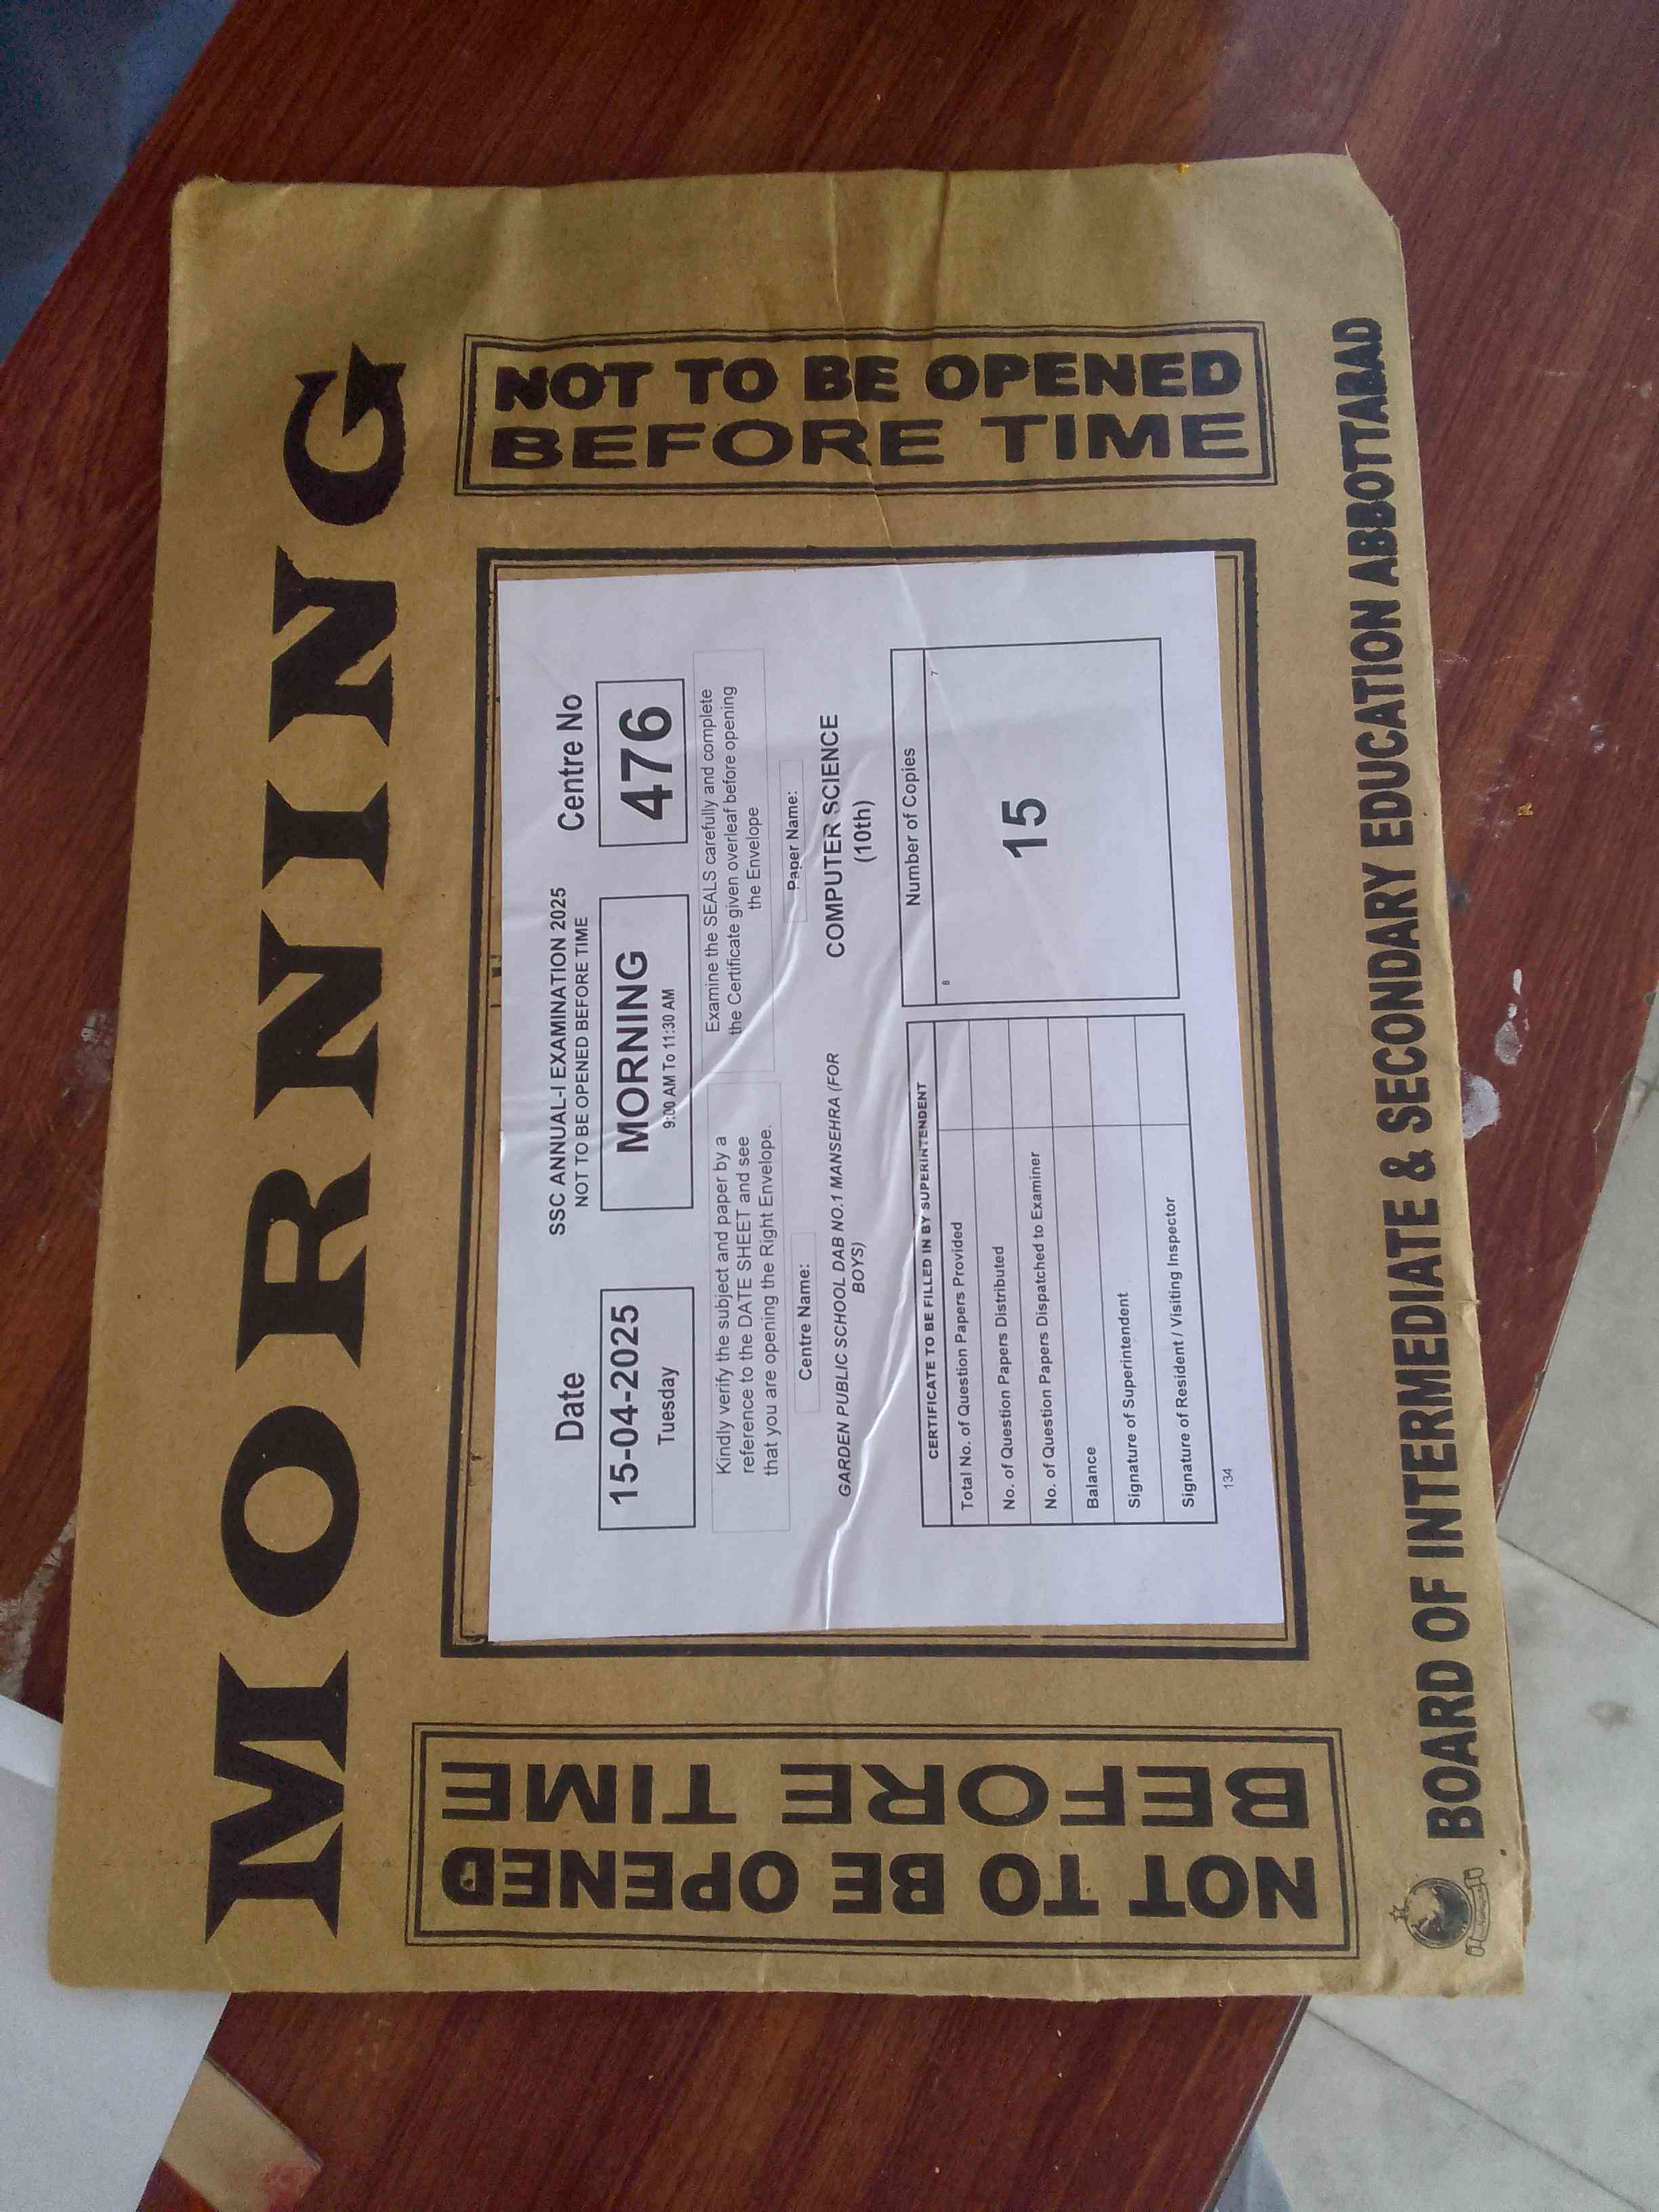 MORNING
NOT TO BE OPENED
BEFORE TIME
SSC ANNUAL-I EXAMINATION 2025
NOT TO BE OPENED BEFORE TIME
Date
15-04-2025
Tuesday
MORNING
9:00 AM To 11:30 AM
Centre No
476
Kindly verify the subject and paper by a
reference to the DATE SHEET and see
that you are opening the Right Envelope.
Examine the SEALS carefully and complete
the Certificate given overleaf before opening
the Envelope
Centre Name:
GARDEN PUBLIC SCHOOL DAB NO.1 MANSEHRA (FOR
BOYS)
Paper Name:
COMPUTER SCIENCE
(10th)
CERTIFICATE TO BE FILLED IN BY SUPERINTENDENT
Total No. of Question Papers Provided
No. of Question Papers Distributed
No. of Question Papers Dispatched to Examiner
Balance
Signature of Superintendent
Signature of Resident / Visiting Inspector
134
Number of Copies
6 7
15
NOT TO BE OPENED
BEFORE TIME
BOARD OF INTERMEDIATE & SECONDARY EDUCATION ABBOTTABAD